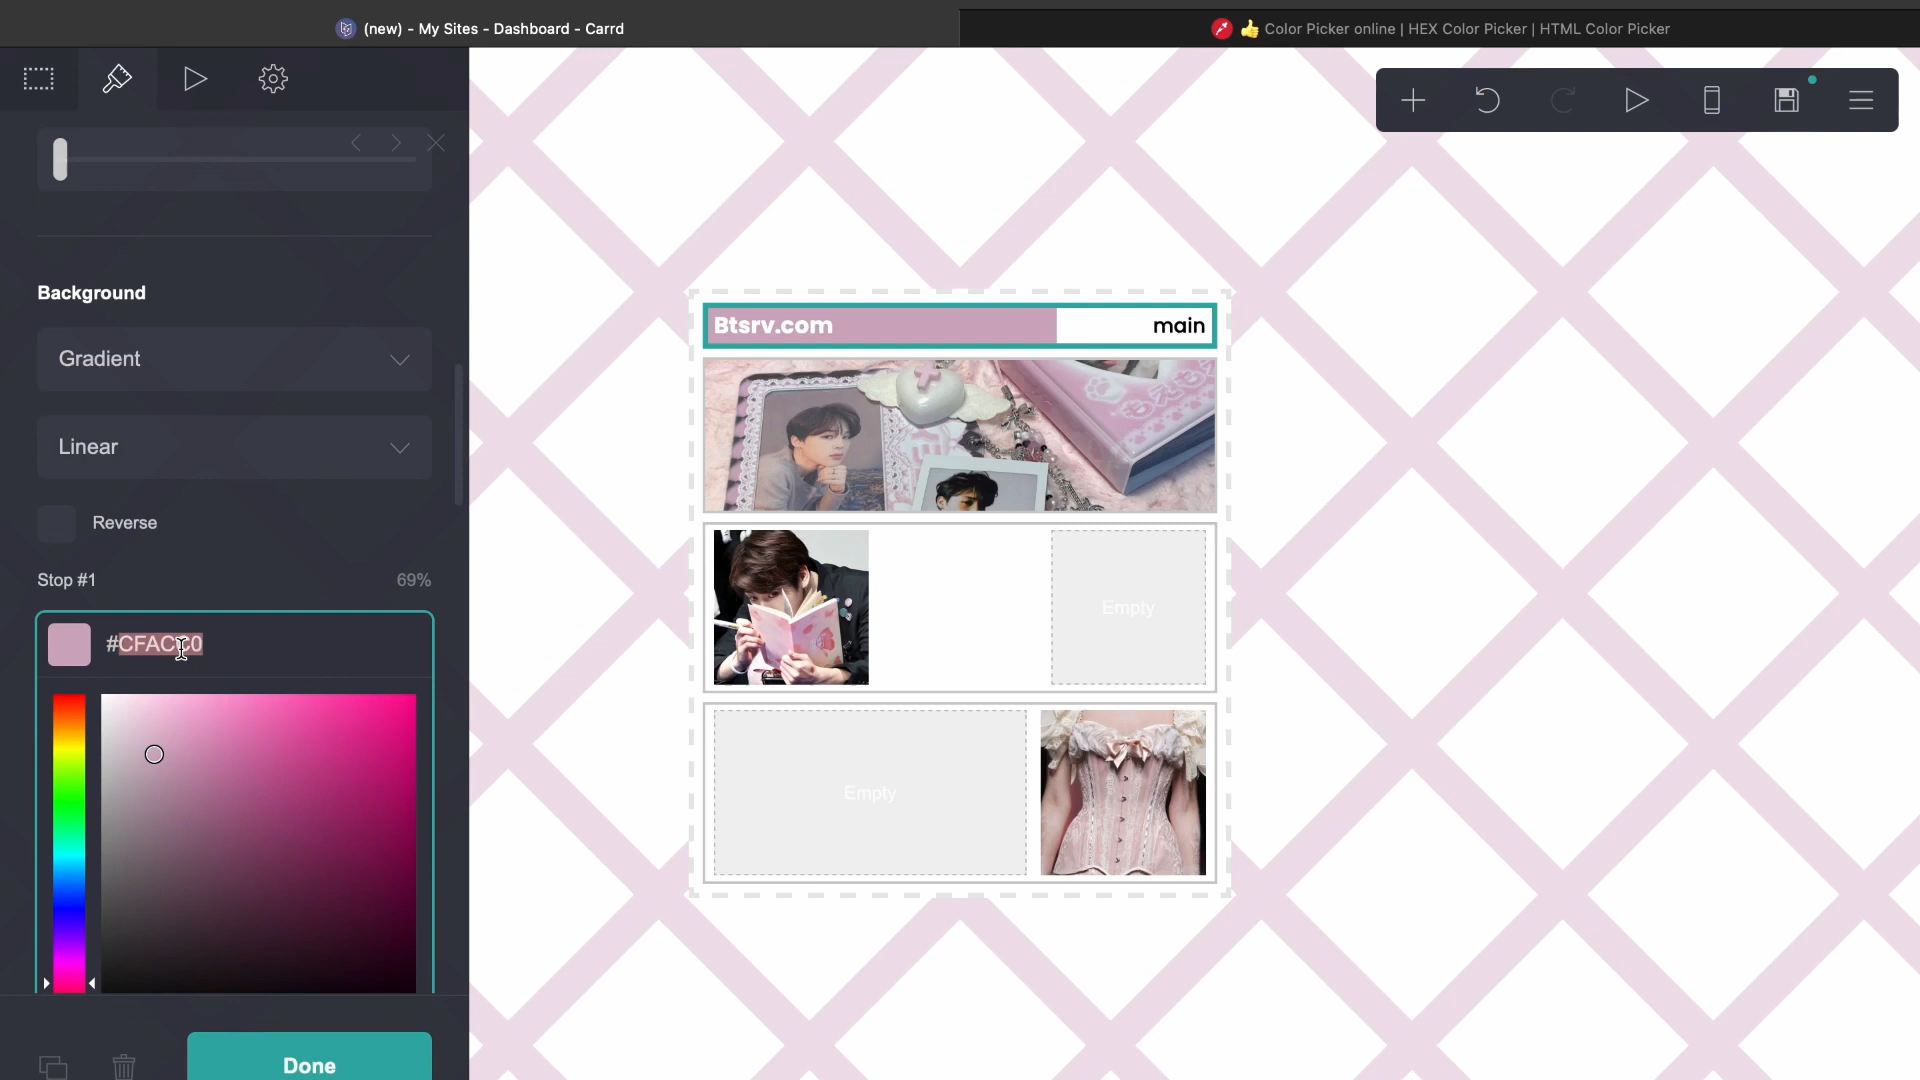 (new) - My Sites - Dashboard - Carrd
👍 Color Picker online | HEX Color Picker | HTML Color Picker
Background
Gradient
Linear
Reverse
Stop #1 69%
#CFACC0
Done
Btsrv.com main
Empty
Empty